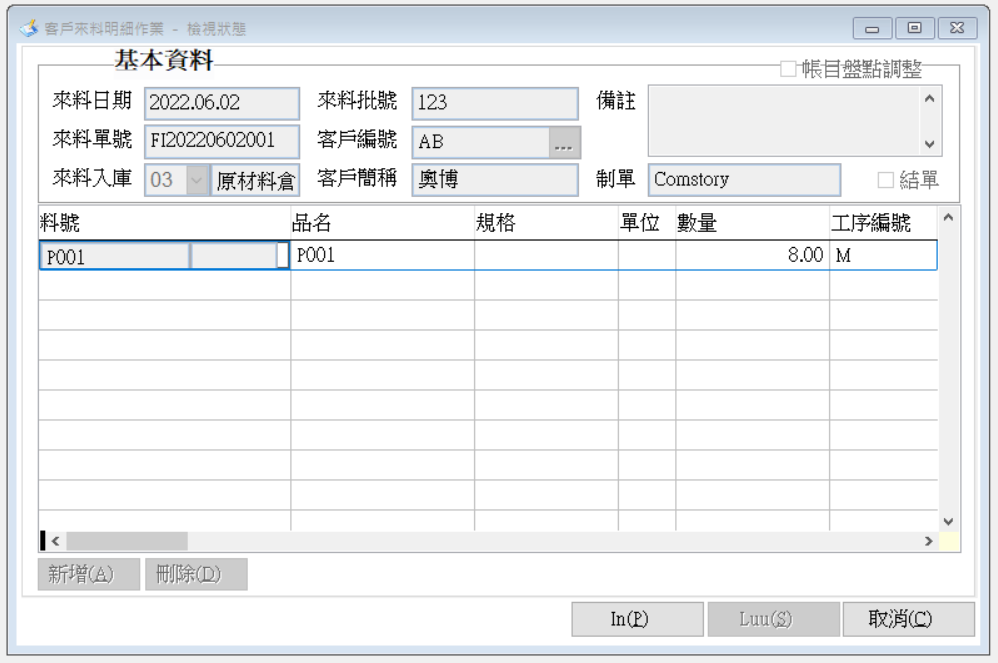 客戶來料明細作業 - 檢視狀態
基本資料
帳目盤點調整
來料日期 2022.06.02 來料批號 123 備註
來料單號 FI20220602001 客戶編號 AB ...
來料入庫 03 原材料倉 客戶簡稱 奧博 制單 Comstory 結單
料號 品名 規格 單位 數量 工序編號
P001 P001 8.00 M
新增(A) 刪除(D)
In(P) Luu(S) 取消(C)